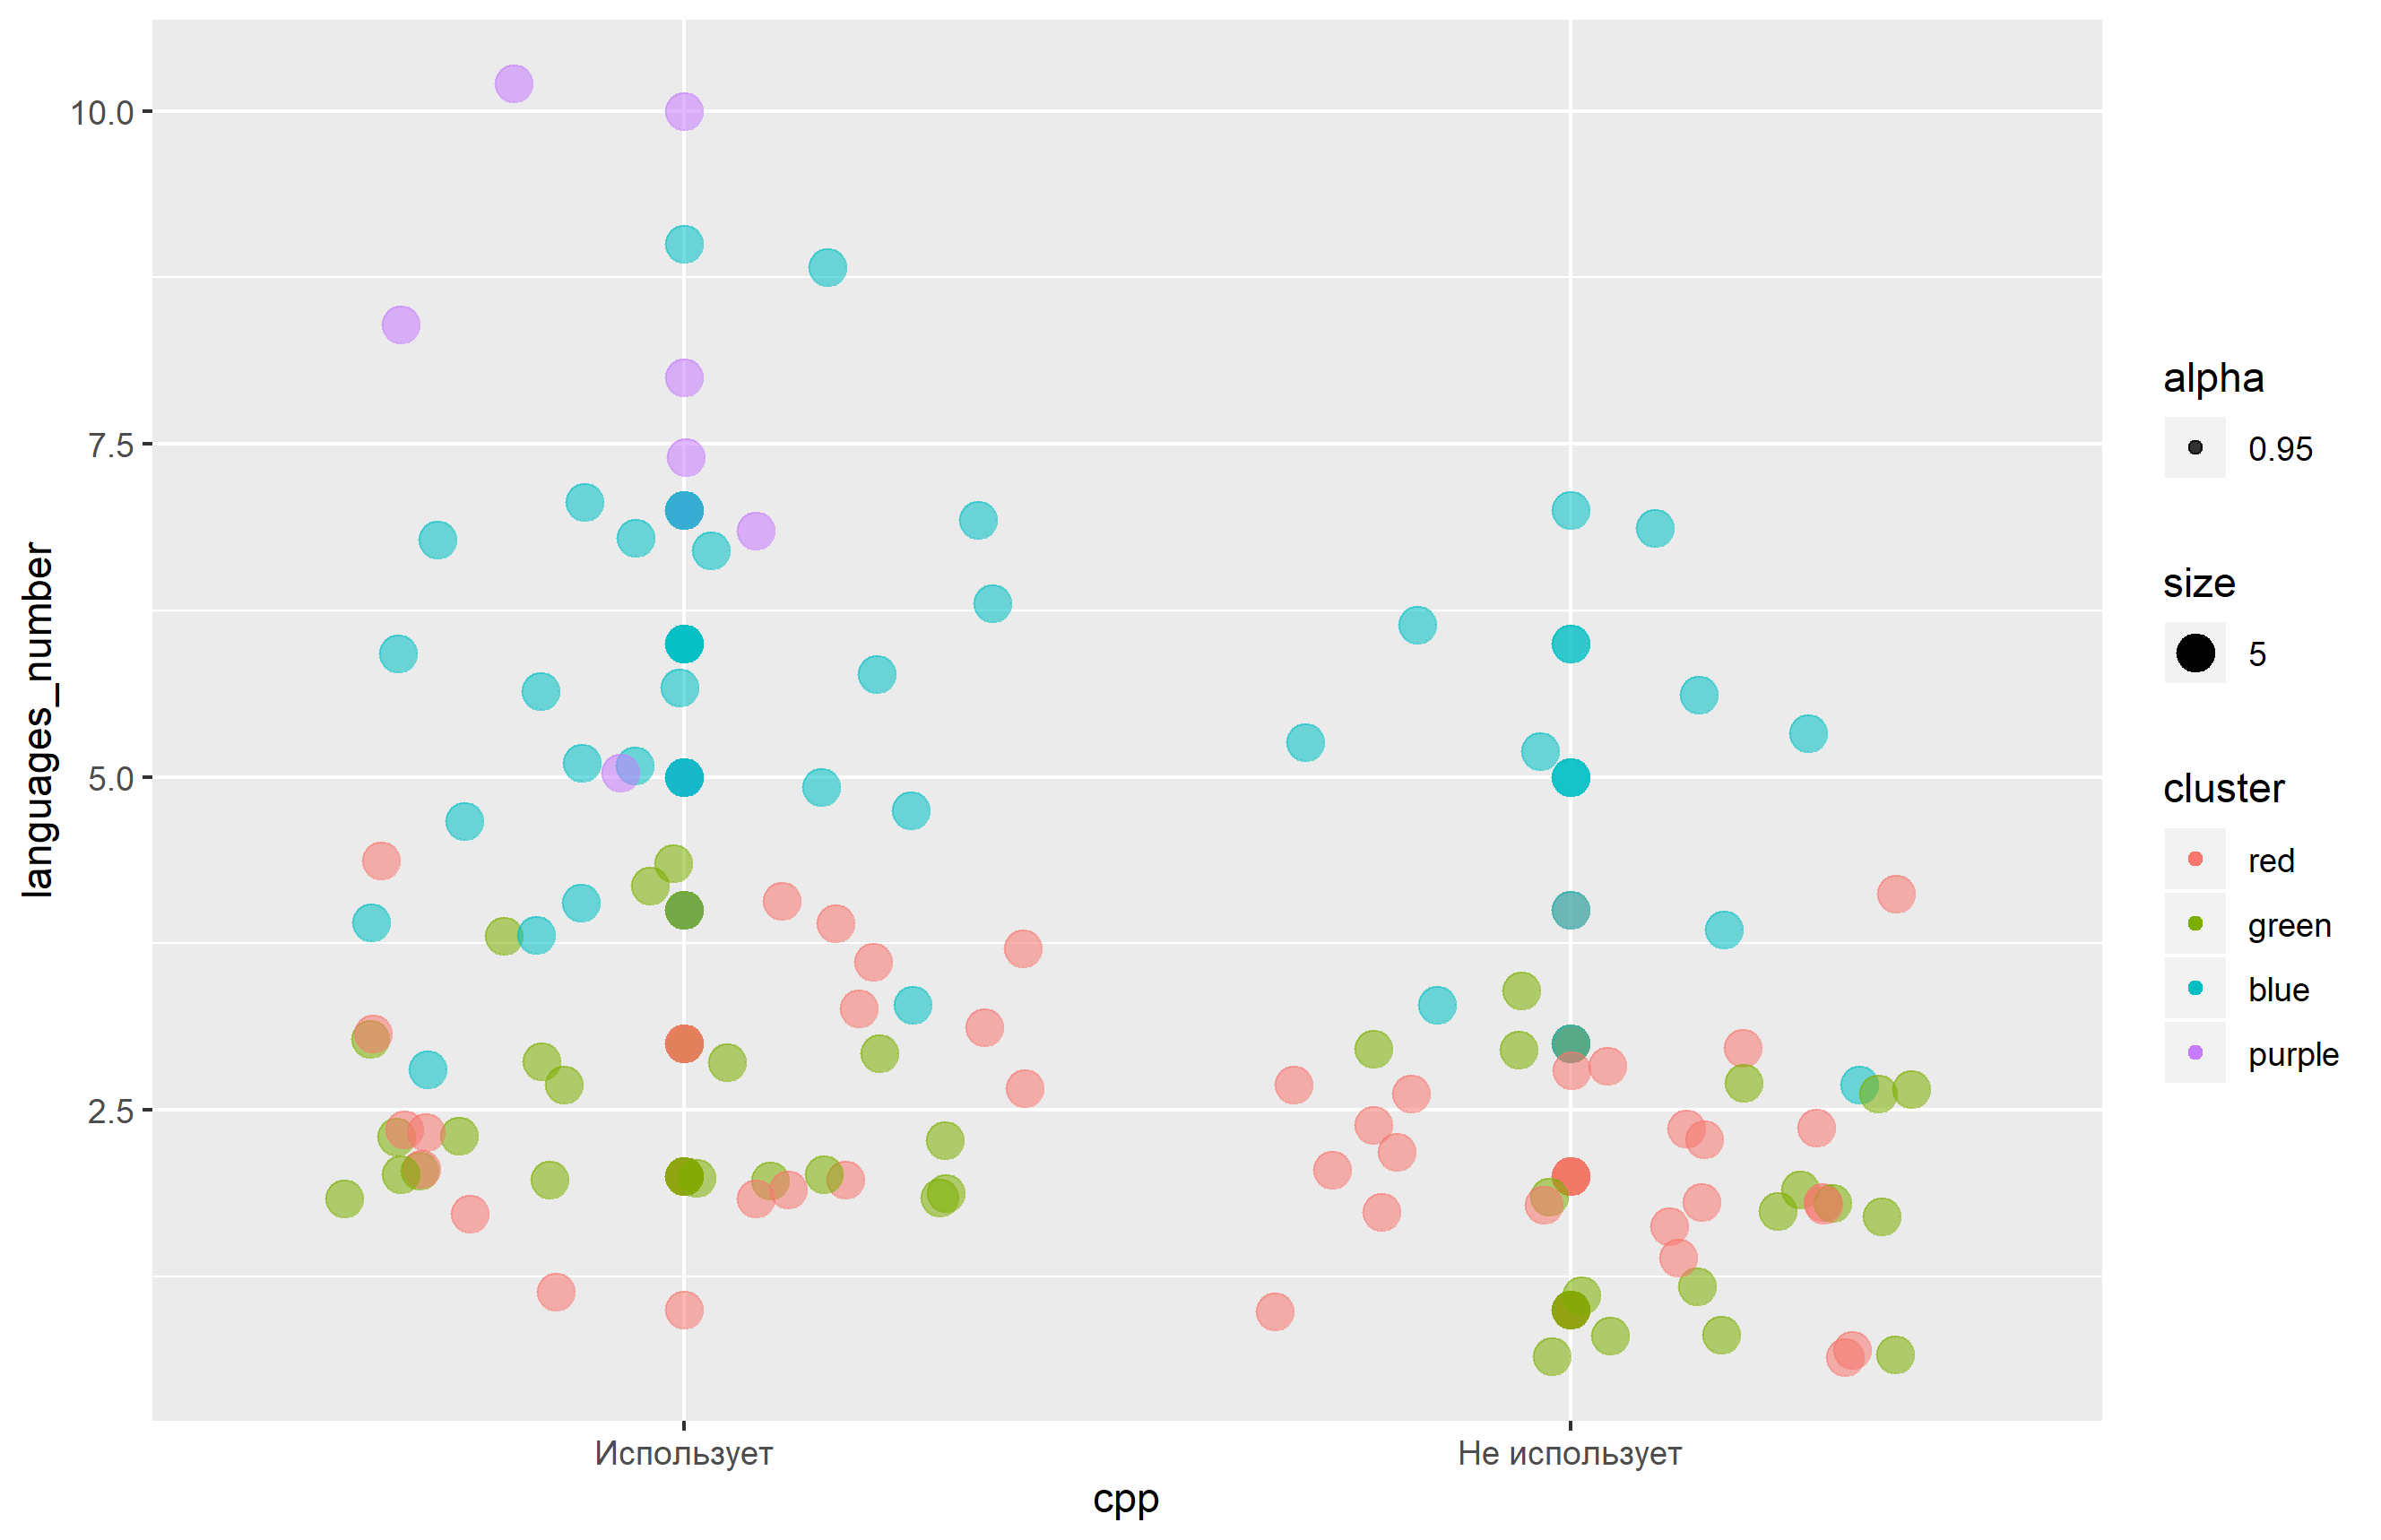 languages_number
10.0
7.5
5.0
2.5
Использует
Не использует
cpp
alpha
0.95
size
5
cluster
red
green
blue
purple